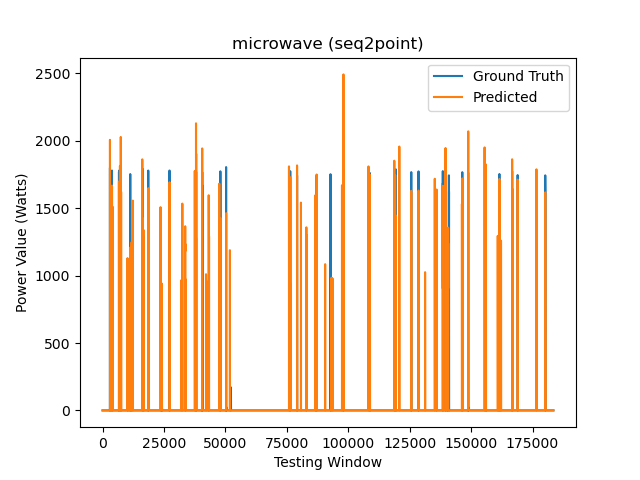 microwave (seq2point)
Ground Truth
Predicted
Power Value (Watts)
2500
2000
1500
1000
500
0
0 25000 50000 75000 100000 125000 150000 175000
Testing Window